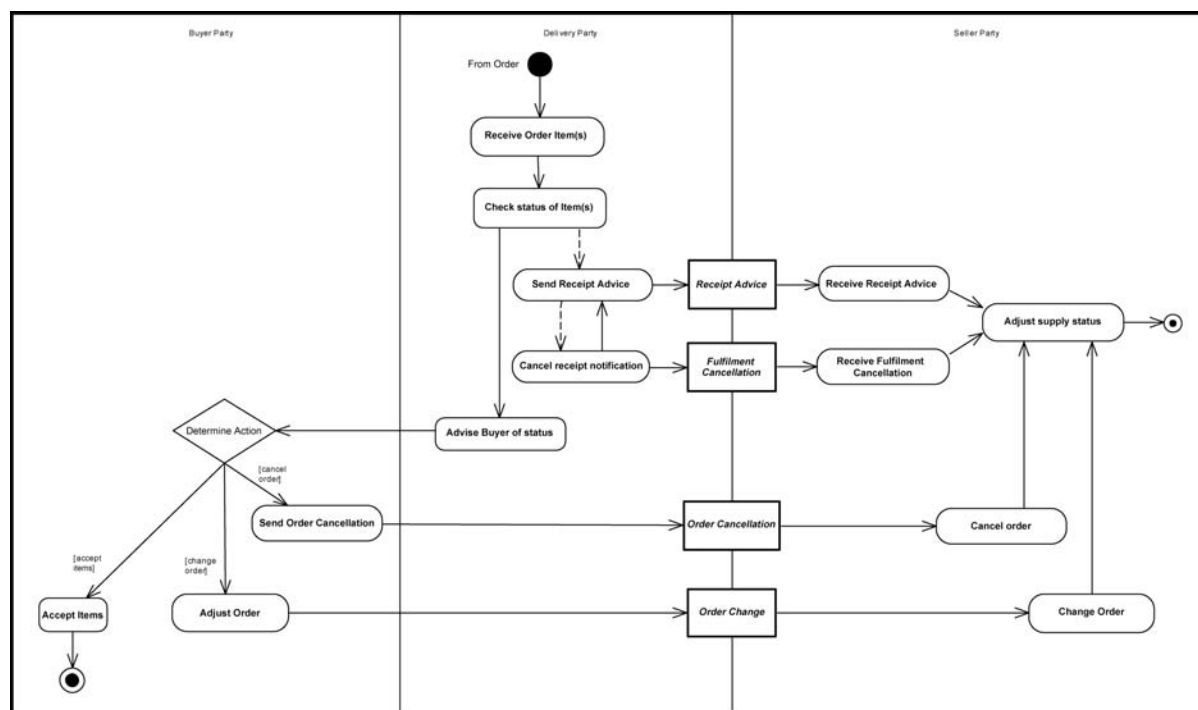 Buyer Party
Delivery Party
Seller Party
From Order
Receive Order Item(s)
Check status of Item(s)
Send Receipt Advice
Receipt Advice
Receive Receipt Advice
Adjust supply status
Cancel receipt notification
Fulfilment
Cancellation
Receive Fulfilment
Cancellation
Determine Action
Advise Buyer of status
[cancel
order]
Send Order Cancellation
Order Cancellation
Cancel order
[accept
items]
[change
order]
Accept Items
Adjust Order
Order Change
Change Order